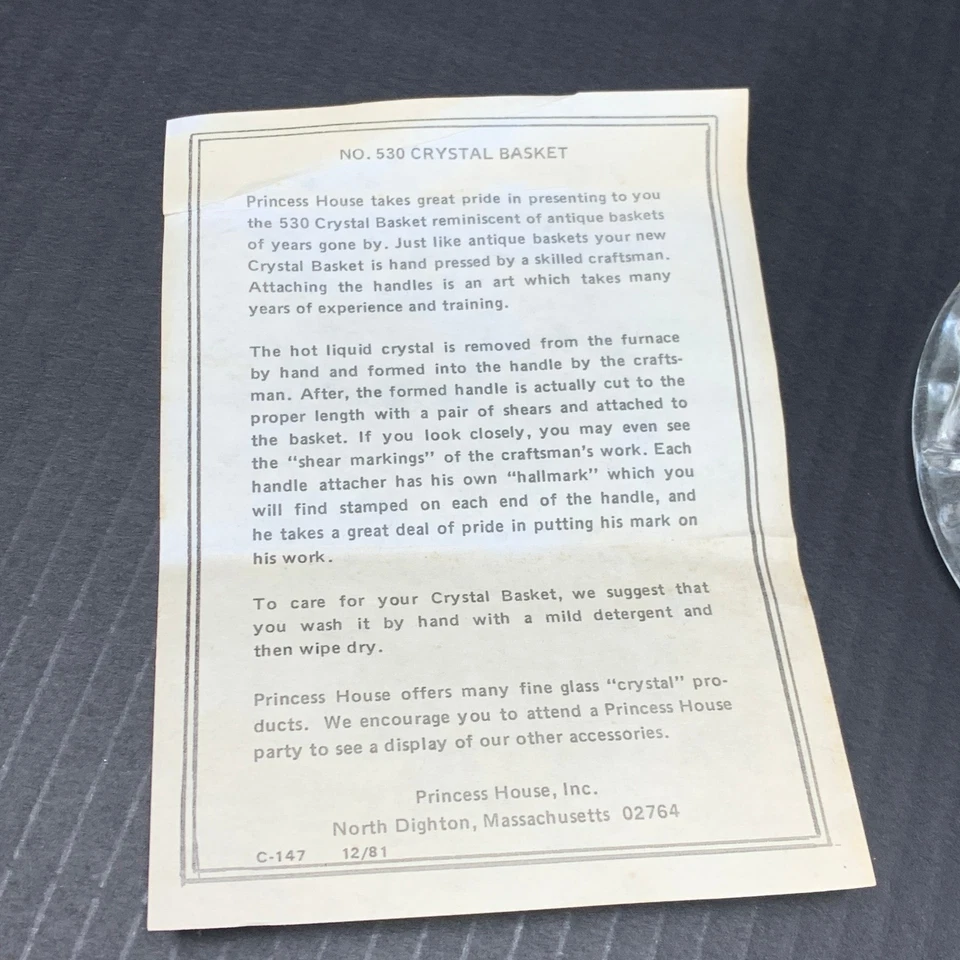 NO. 530 CRYSTAL BASKET
Princess House takes great pride in presenting to you
the 530 Crystal Basket reminiscent of antique baskets
of years gone by. Just like antique baskets your new
Crystal Basket is hand pressed by a skilled craftsman.
Attaching the handles is an art which takes many
years of experience and training.
The hot liquid crystal is removed from the furnace
by hand and formed into the handle by the crafts-
man. After, the formed handle is actually cut to the
proper length with a pair of shears and attached to
the basket. If you look closely, you may even see
the “shear markings” of the craftsman’s work. Each
handle attacher has his own “hallmark” which you
will find stamped on each end of the handle, and
he takes a great deal of pride in putting his mark on
his work.
To care for your Crystal Basket, we suggest that
you wash it by hand with a mild detergent and
then wipe dry.
Princess House offers many fine glass “crystal” pro-
ducts. We encourage you to attend a Princess House
party to see a display of our other accessories.
Princess House, Inc.
North Dighton, Massachusetts 02764
C-147 12/81